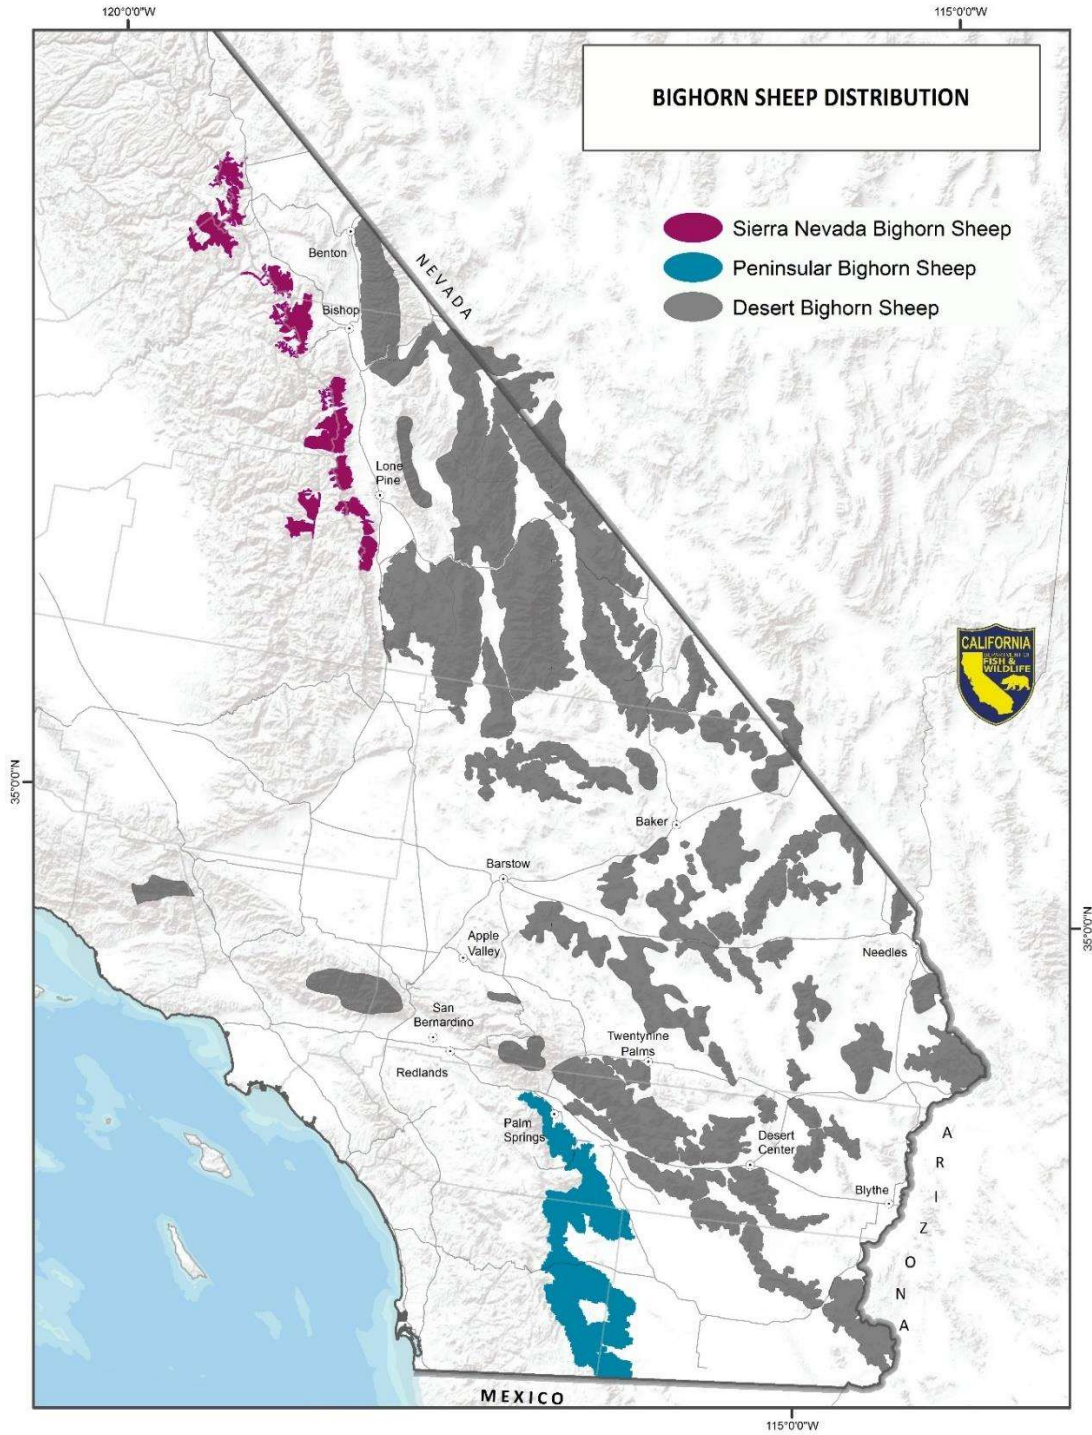 120°0'0"W
115°0'0"W
BIGHORN SHEEP DISTRIBUTION
Sierra Nevada Bighorn Sheep
Peninsular Bighorn Sheep
Desert Bighorn Sheep
Benton
NEVADA
Bishop
Lone
Pine
CALIFORNIA
DEPARTMENT OF
FISH &
WILDLIFE
35°0'0"N
Baker
Barstow
Apple
Valley
35°0'0"N
Needles
San
Bernardino
Twentynine
Palms
Redlands
Palm
Springs
Desert
Center
Blythe
ARIZONA
MEXICO
115°0'0"W